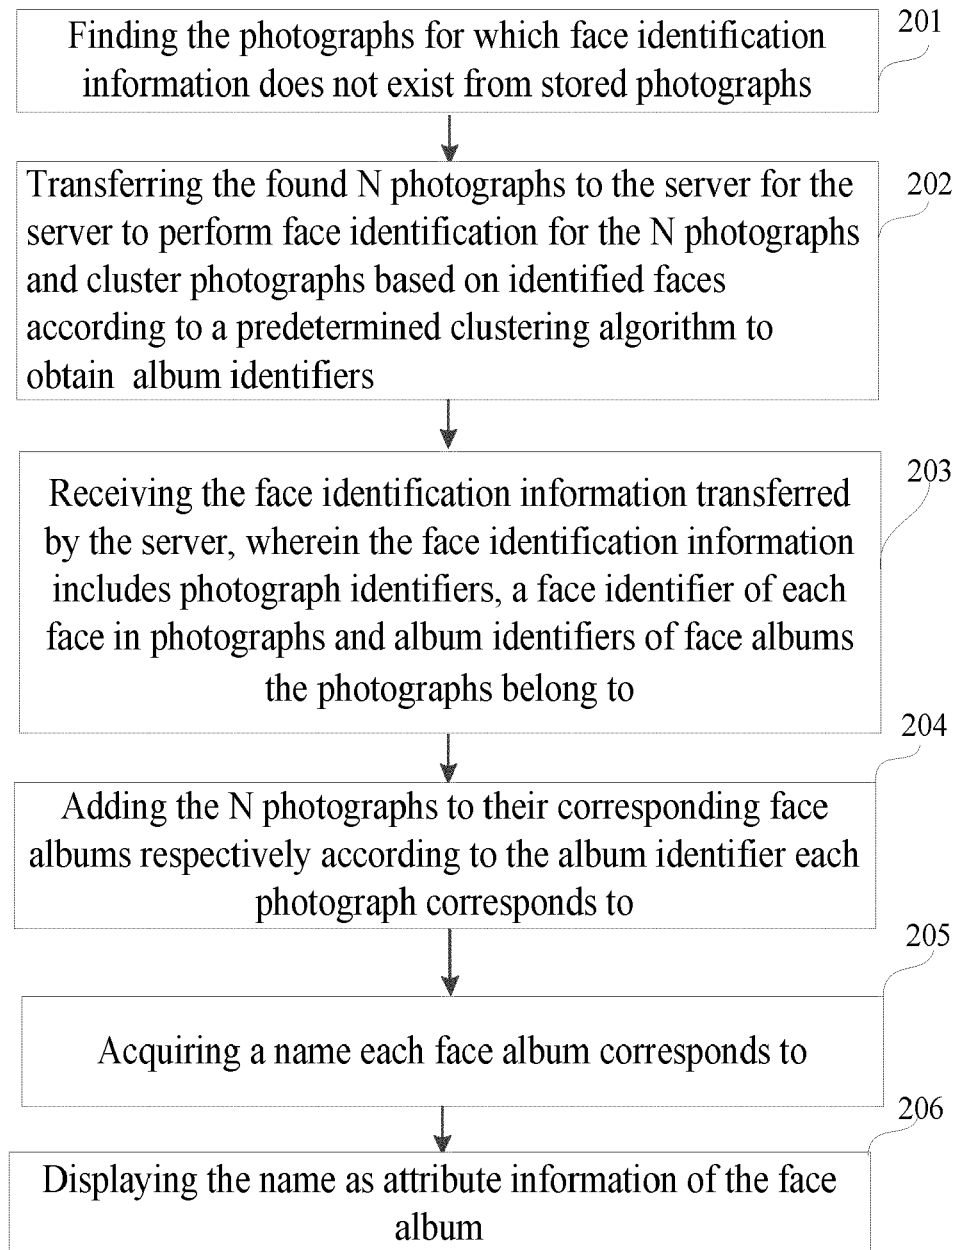 Finding the photographs for which face identification
information does not exist from stored photographs
201
Transferring the found N photographs to the server for the
server to perform face identification for the N photographs
and cluster photographs based on identified faces
according to a predetermined clustering algorithm to
obtain album identifiers
202
Receiving the face identification information transferred
by the server, wherein the face identification information
includes photograph identifiers, a face identifier of each
face in photographs and album identifiers of face albums
the photographs belong to
203
Adding the N photographs to their corresponding face
albums respectively according to the album identifier each
photograph corresponds to
204
Acquiring a name each face album corresponds to
205
Displaying the name as attribute information of the face
album
206